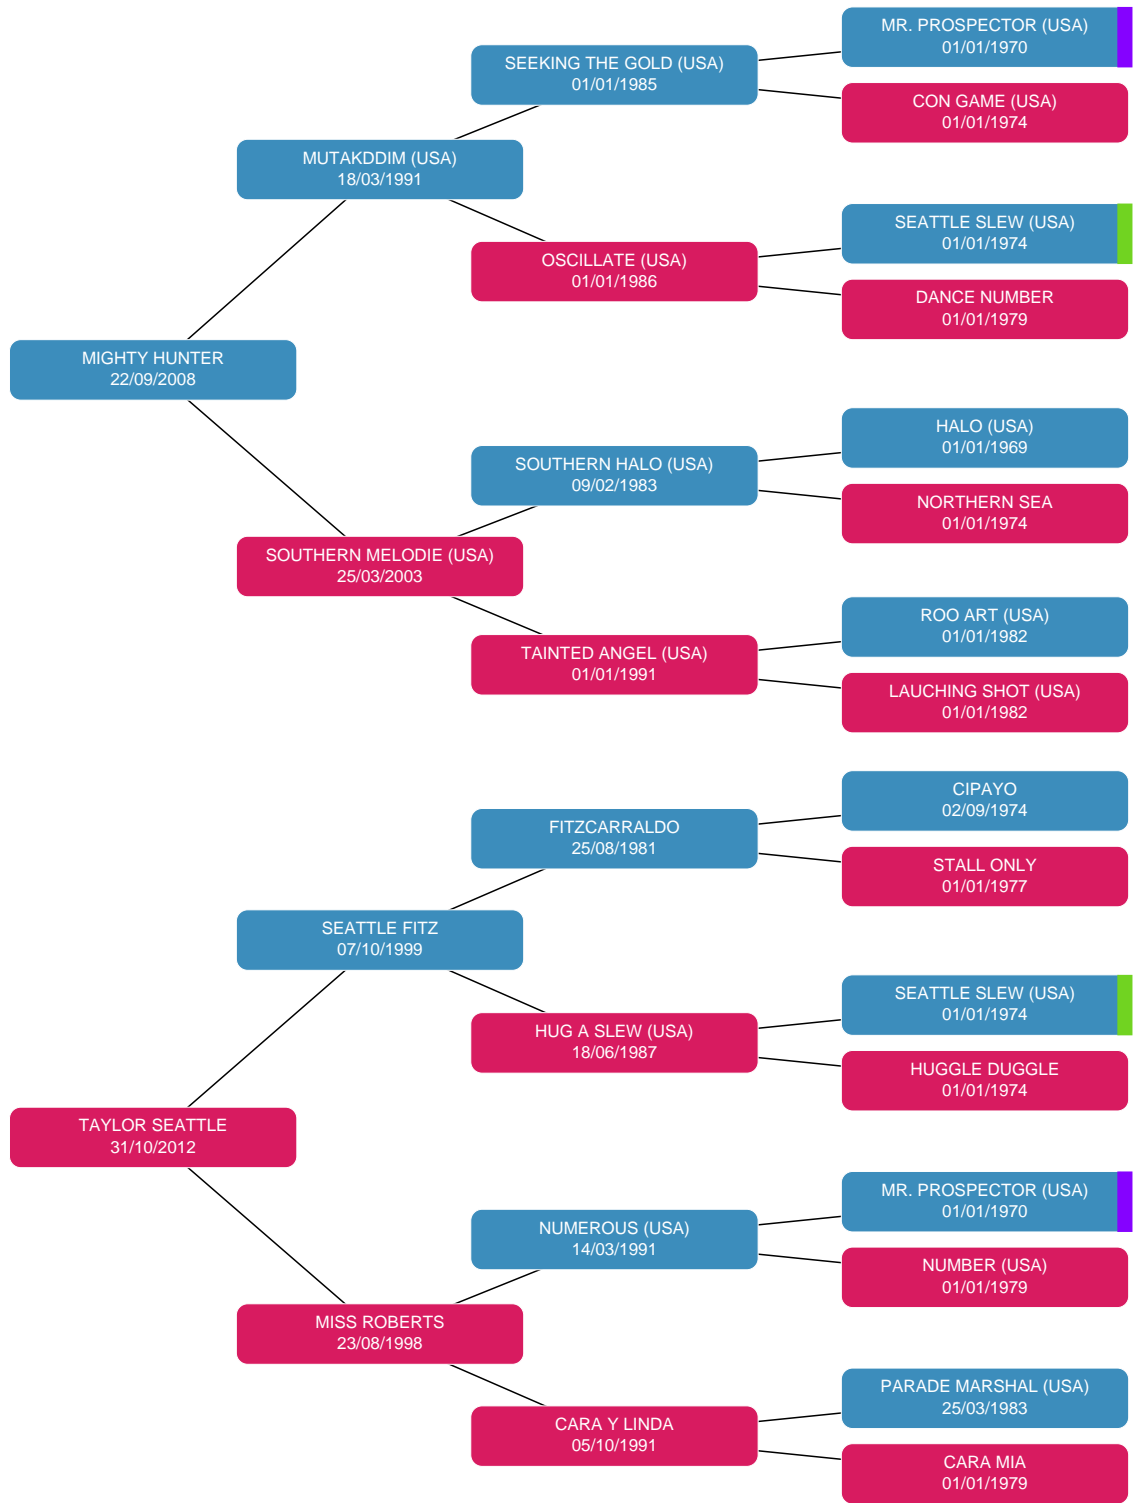 MR. PROSPECTOR (USA)
01/01/1970
SEEKING THE GOLD (USA)
01/01/1985
CON GAME (USA)
01/01/1974
MUTAKDDIM (USA)
18/03/1991
SEATTLE SLEW (USA)
01/01/1974
OSCILLATE (USA)
01/01/1986
DANCE NUMBER
01/01/1979
MIGHTY HUNTER
22/09/2008
HALO (USA)
01/01/1969
SOUTHERN HALO (USA)
09/02/1983
NORTHERN SEA
01/01/1974
SOUTHERN MELODIE (USA)
25/03/2003
ROO ART (USA)
01/01/1982
TAINTED ANGEL (USA)
01/01/1991
LAUCHING SHOT (USA)
01/01/1982
CIPAYO
02/09/1974
FITZCARRALDO
25/08/1981
STALL ONLY
01/01/1977
SEATTLE FITZ
07/10/1999
SEATTLE SLEW (USA)
01/01/1974
HUG A SLEW (USA)
18/06/1987
HUGGLE DUGGLE
01/01/1974
TAYLOR SEATTLE
31/10/2012
MR. PROSPECTOR (USA)
01/01/1970
NUMEROUS (USA)
14/03/1991
NUMBER (USA)
01/01/1979
MISS ROBERTS
23/08/1998
PARADE MARSHAL (USA)
25/03/1983
CARA Y LINDA
05/10/1991
CARA MIA
01/01/1979